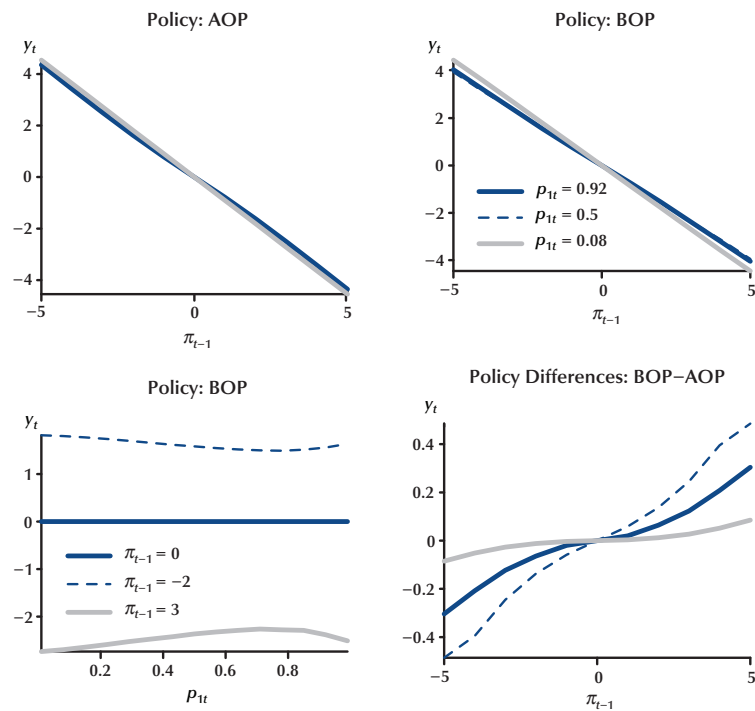 Policy: AOP
y_t
4
2
0
−2
−4
−5
0
5
π_{t−1}
Policy: BOP
y_t
4
2
0
−2
−4
p_{1t} = 0.92
p_{1t} = 0.5
p_{1t} = 0.08
−5
0
5
π_{t−1}
Policy: BOP
y_t
1
0
−1
−2
π_{t−1} = 0
π_{t−1} = −2
π_{t−1} = 3
0.2
0.4
0.6
0.8
p_{1t}
Policy Differences: BOP−AOP
y_t
0.4
0.2
0
−0.2
−0.4
−5
0
5
π_{t−1}